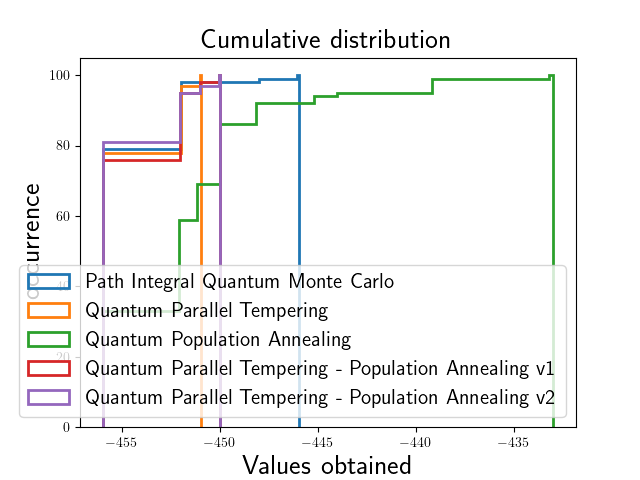 Cumulative distribution
100
80
60
40
20
0
occurrence
Path Integral Quantum Monte Carlo
Quantum Parallel Tempering
Quantum Population Annealing
Quantum Parallel Tempering - Population Annealing v1
Quantum Parallel Tempering - Population Annealing v2
−455
−450
−445
−440
−435
Values obtained